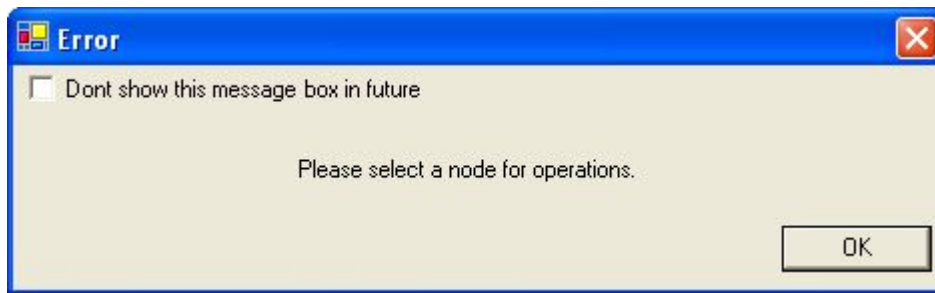 Error
Dont show this message box in future
Please select a node for operations.
OK